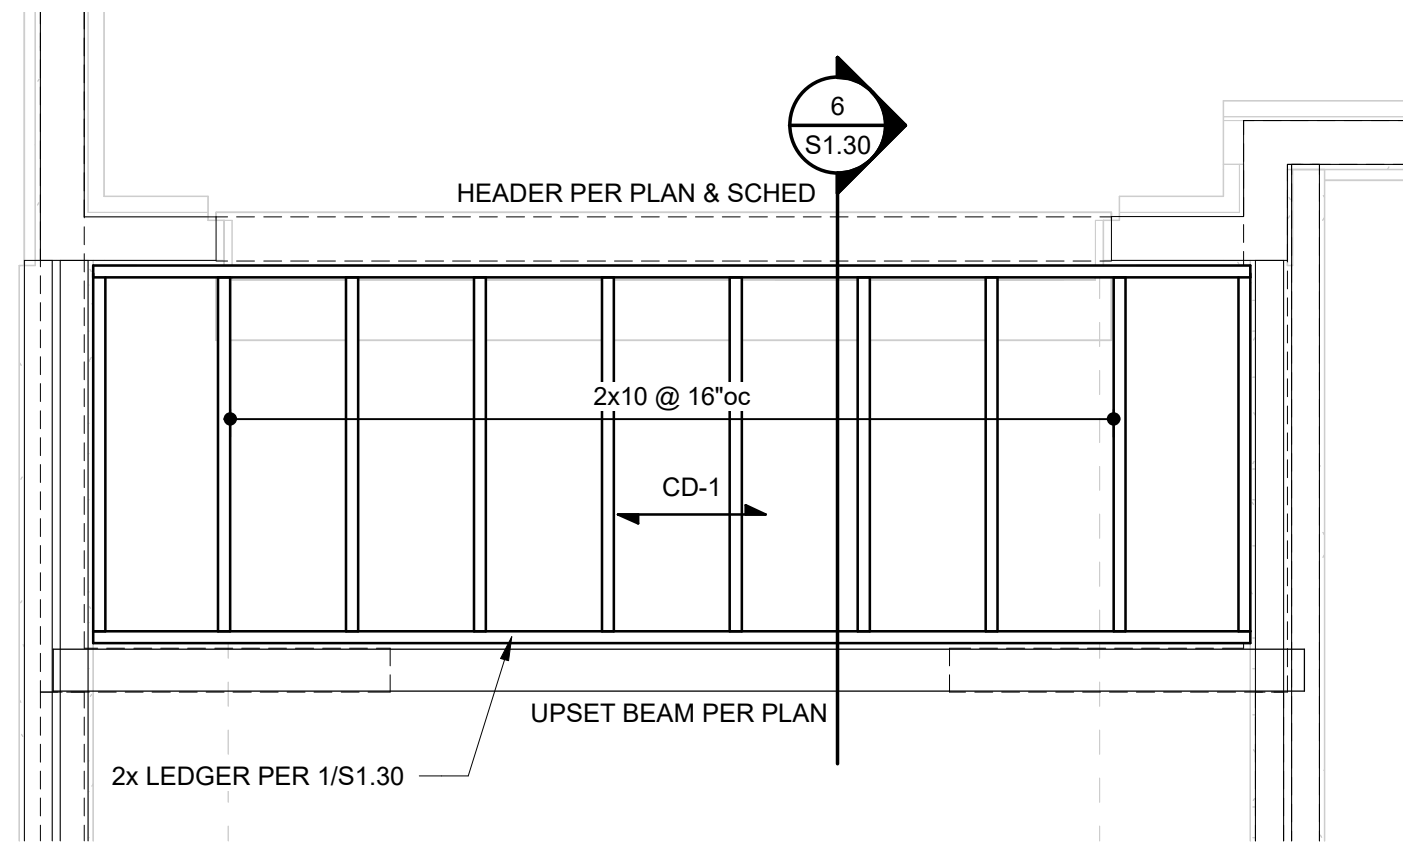 6
S1.30
HEADER PER PLAN & SCHED
2x10 @ 16"oc
CD-1
UPSET BEAM PER PLAN
2x LEDGER PER 1/S1.30